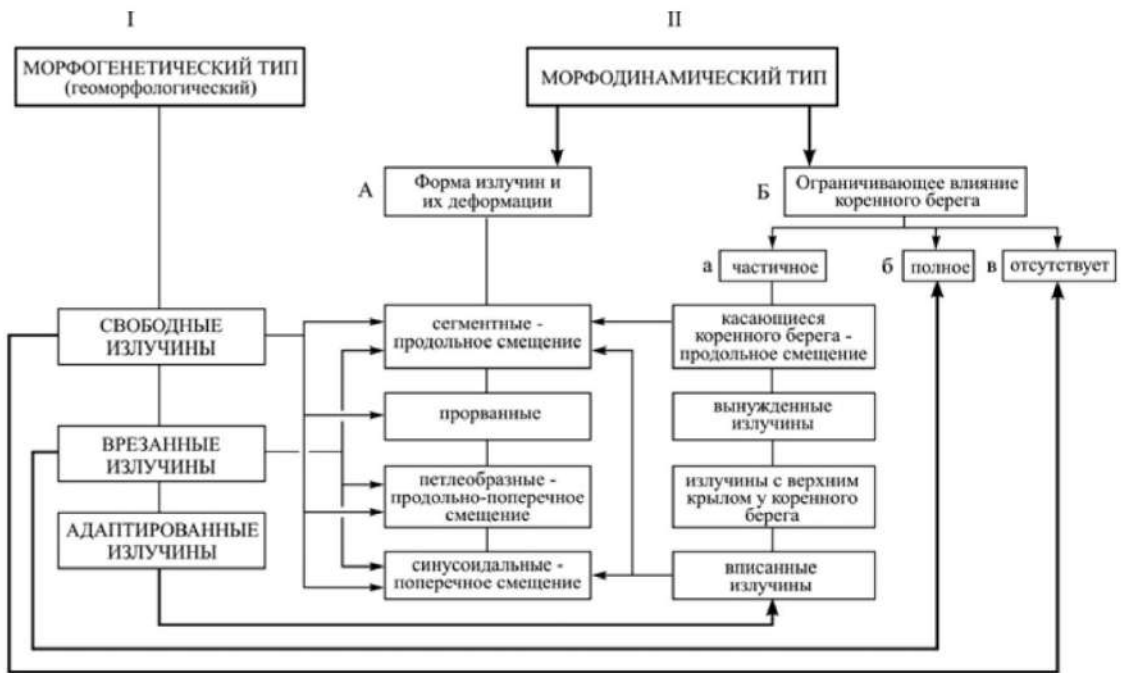 I
II
МОРФОГЕНЕТИЧЕСКИЙ ТИП
(геоморфологический)
МОРФОДИНАМИЧЕСКИЙ ТИП
А
Форма излучин и
их деформации
Б
Ограничивающее влияние
коренного берега
а
частичное
б
полное
в
отсутствует
СВОБОДНЫЕ
ИЗЛУЧИНЫ
сегментные -
продольное смещение
касающиеся
коренного берега -
продольное смещение
прорванные
вынужденные
излучины
ВРЕЗАННЫЕ
ИЗЛУЧИНЫ
петлеобразные -
продольно-поперечное
смещение
излучины с верхним
крылом у коренного
берега
АДАПТИРОВАННЫЕ
ИЗЛУЧИНЫ
синусоидальные -
поперечное смещение
вписанные
излучины